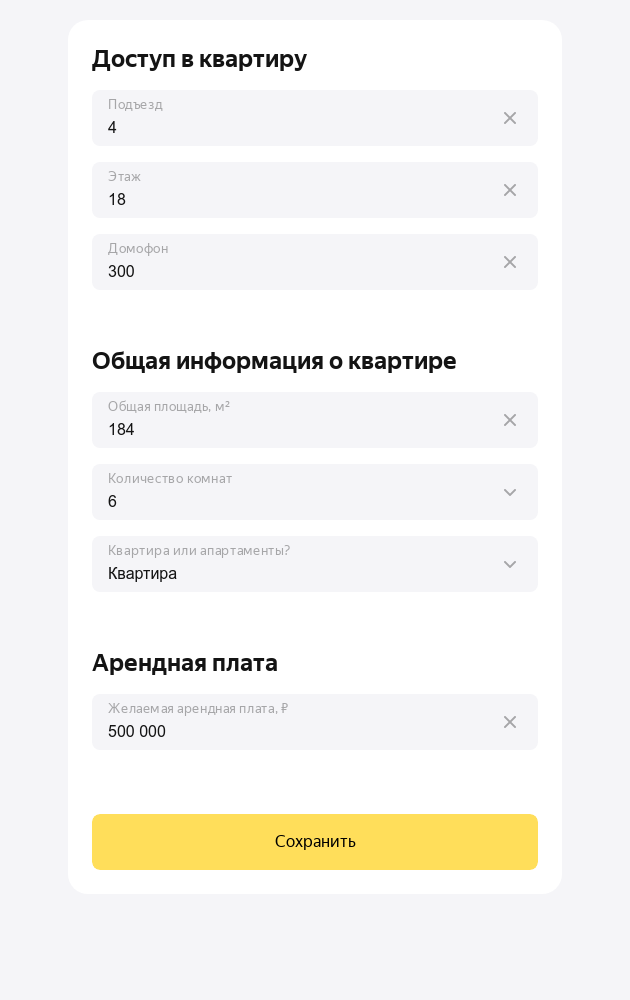 Доступ в квартиру
Подъезд
4
Этаж
18
Домофон
300
Общая информация о квартире
Общая площадь, м²
184
Количество комнат
6
Квартира или апартаменты?
Квартира
Арендная плата
Желаемая арендная плата, ₽
500 000
Сохранить